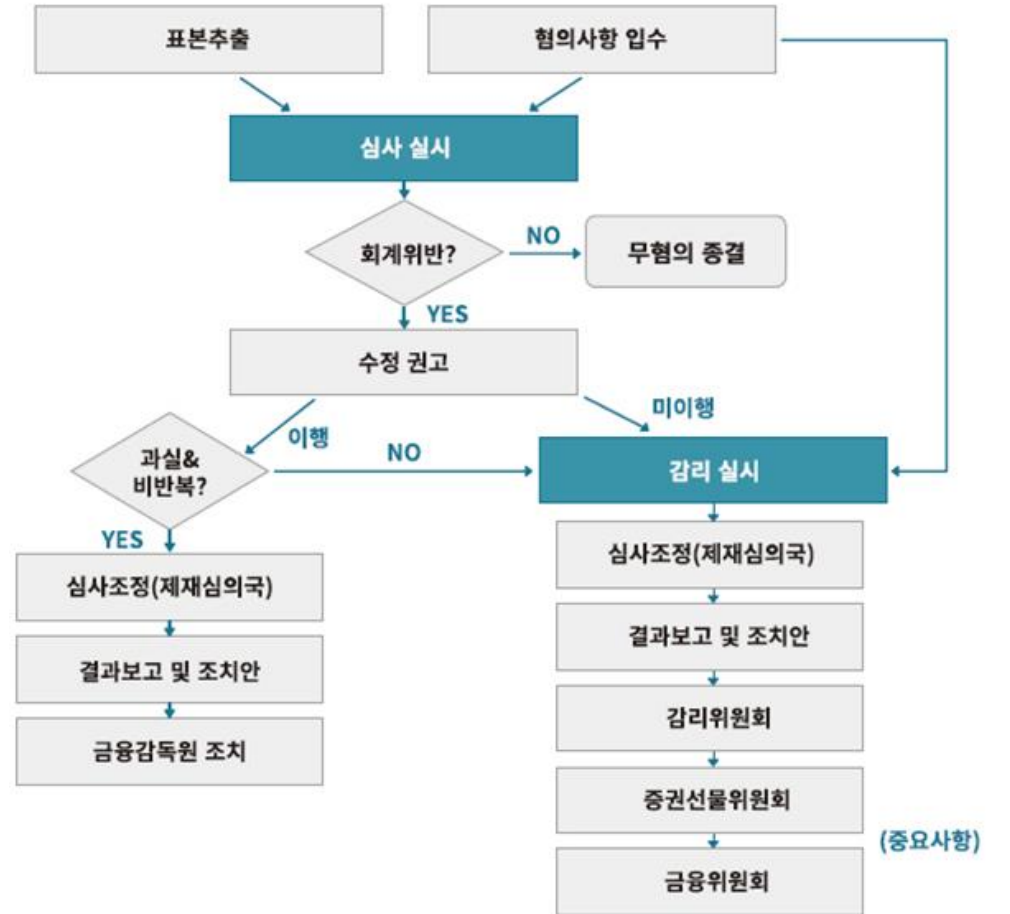 표본추출
혐의사항 입수
심사 실시
회계위반?
NO
무혐의 종결
YES
수정 권고
이행
미이행
과실&
비반복?
NO
감리 실시
YES
심사조정(제재심의국)
심사조정(제재심의국)
결과보고 및 조치안
결과보고 및 조치안
감리위원회
금융감독원 조치
증권선물위원회
(중요사항)
금융위원회